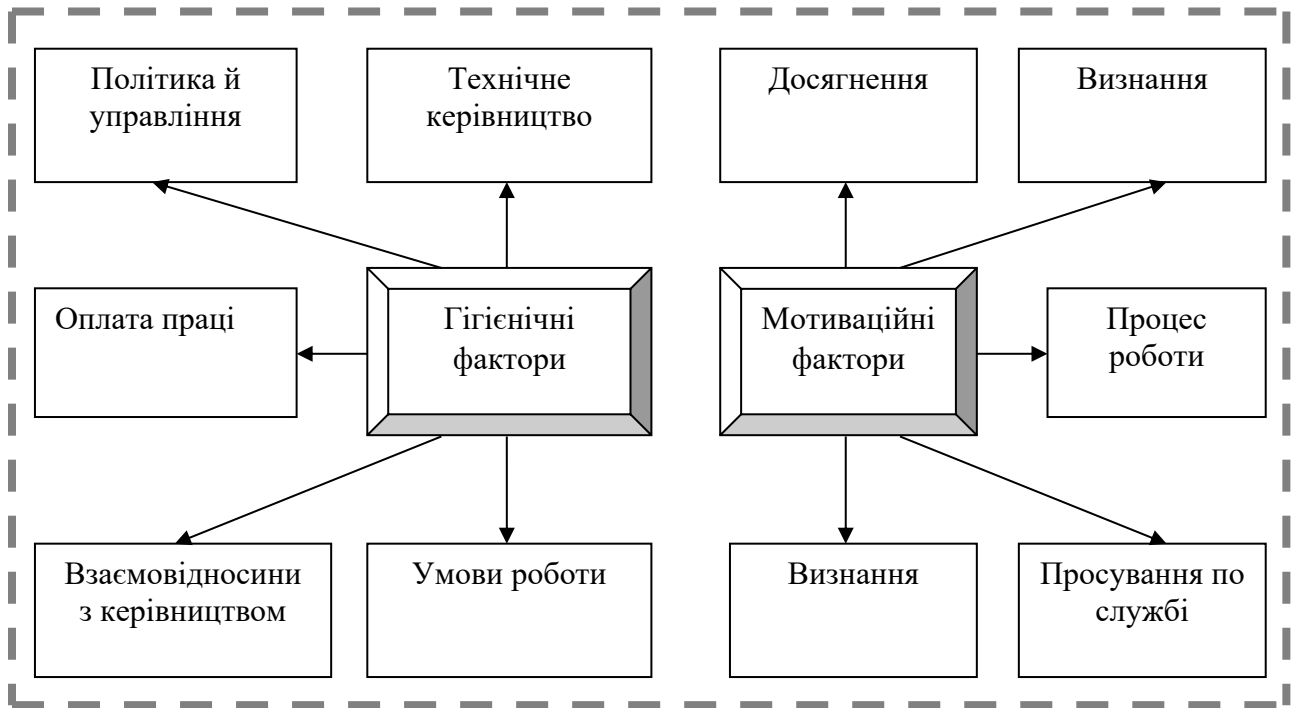 Політика й
управління
Технічне
керівництво
Досягнення
Визнання
Оплата праці
Гігієнічні
фактори
Мотиваційні
фактори
Процес
роботи
Взаємовідносини
з керівництвом
Умови роботи
Визнання
Просування по
службі